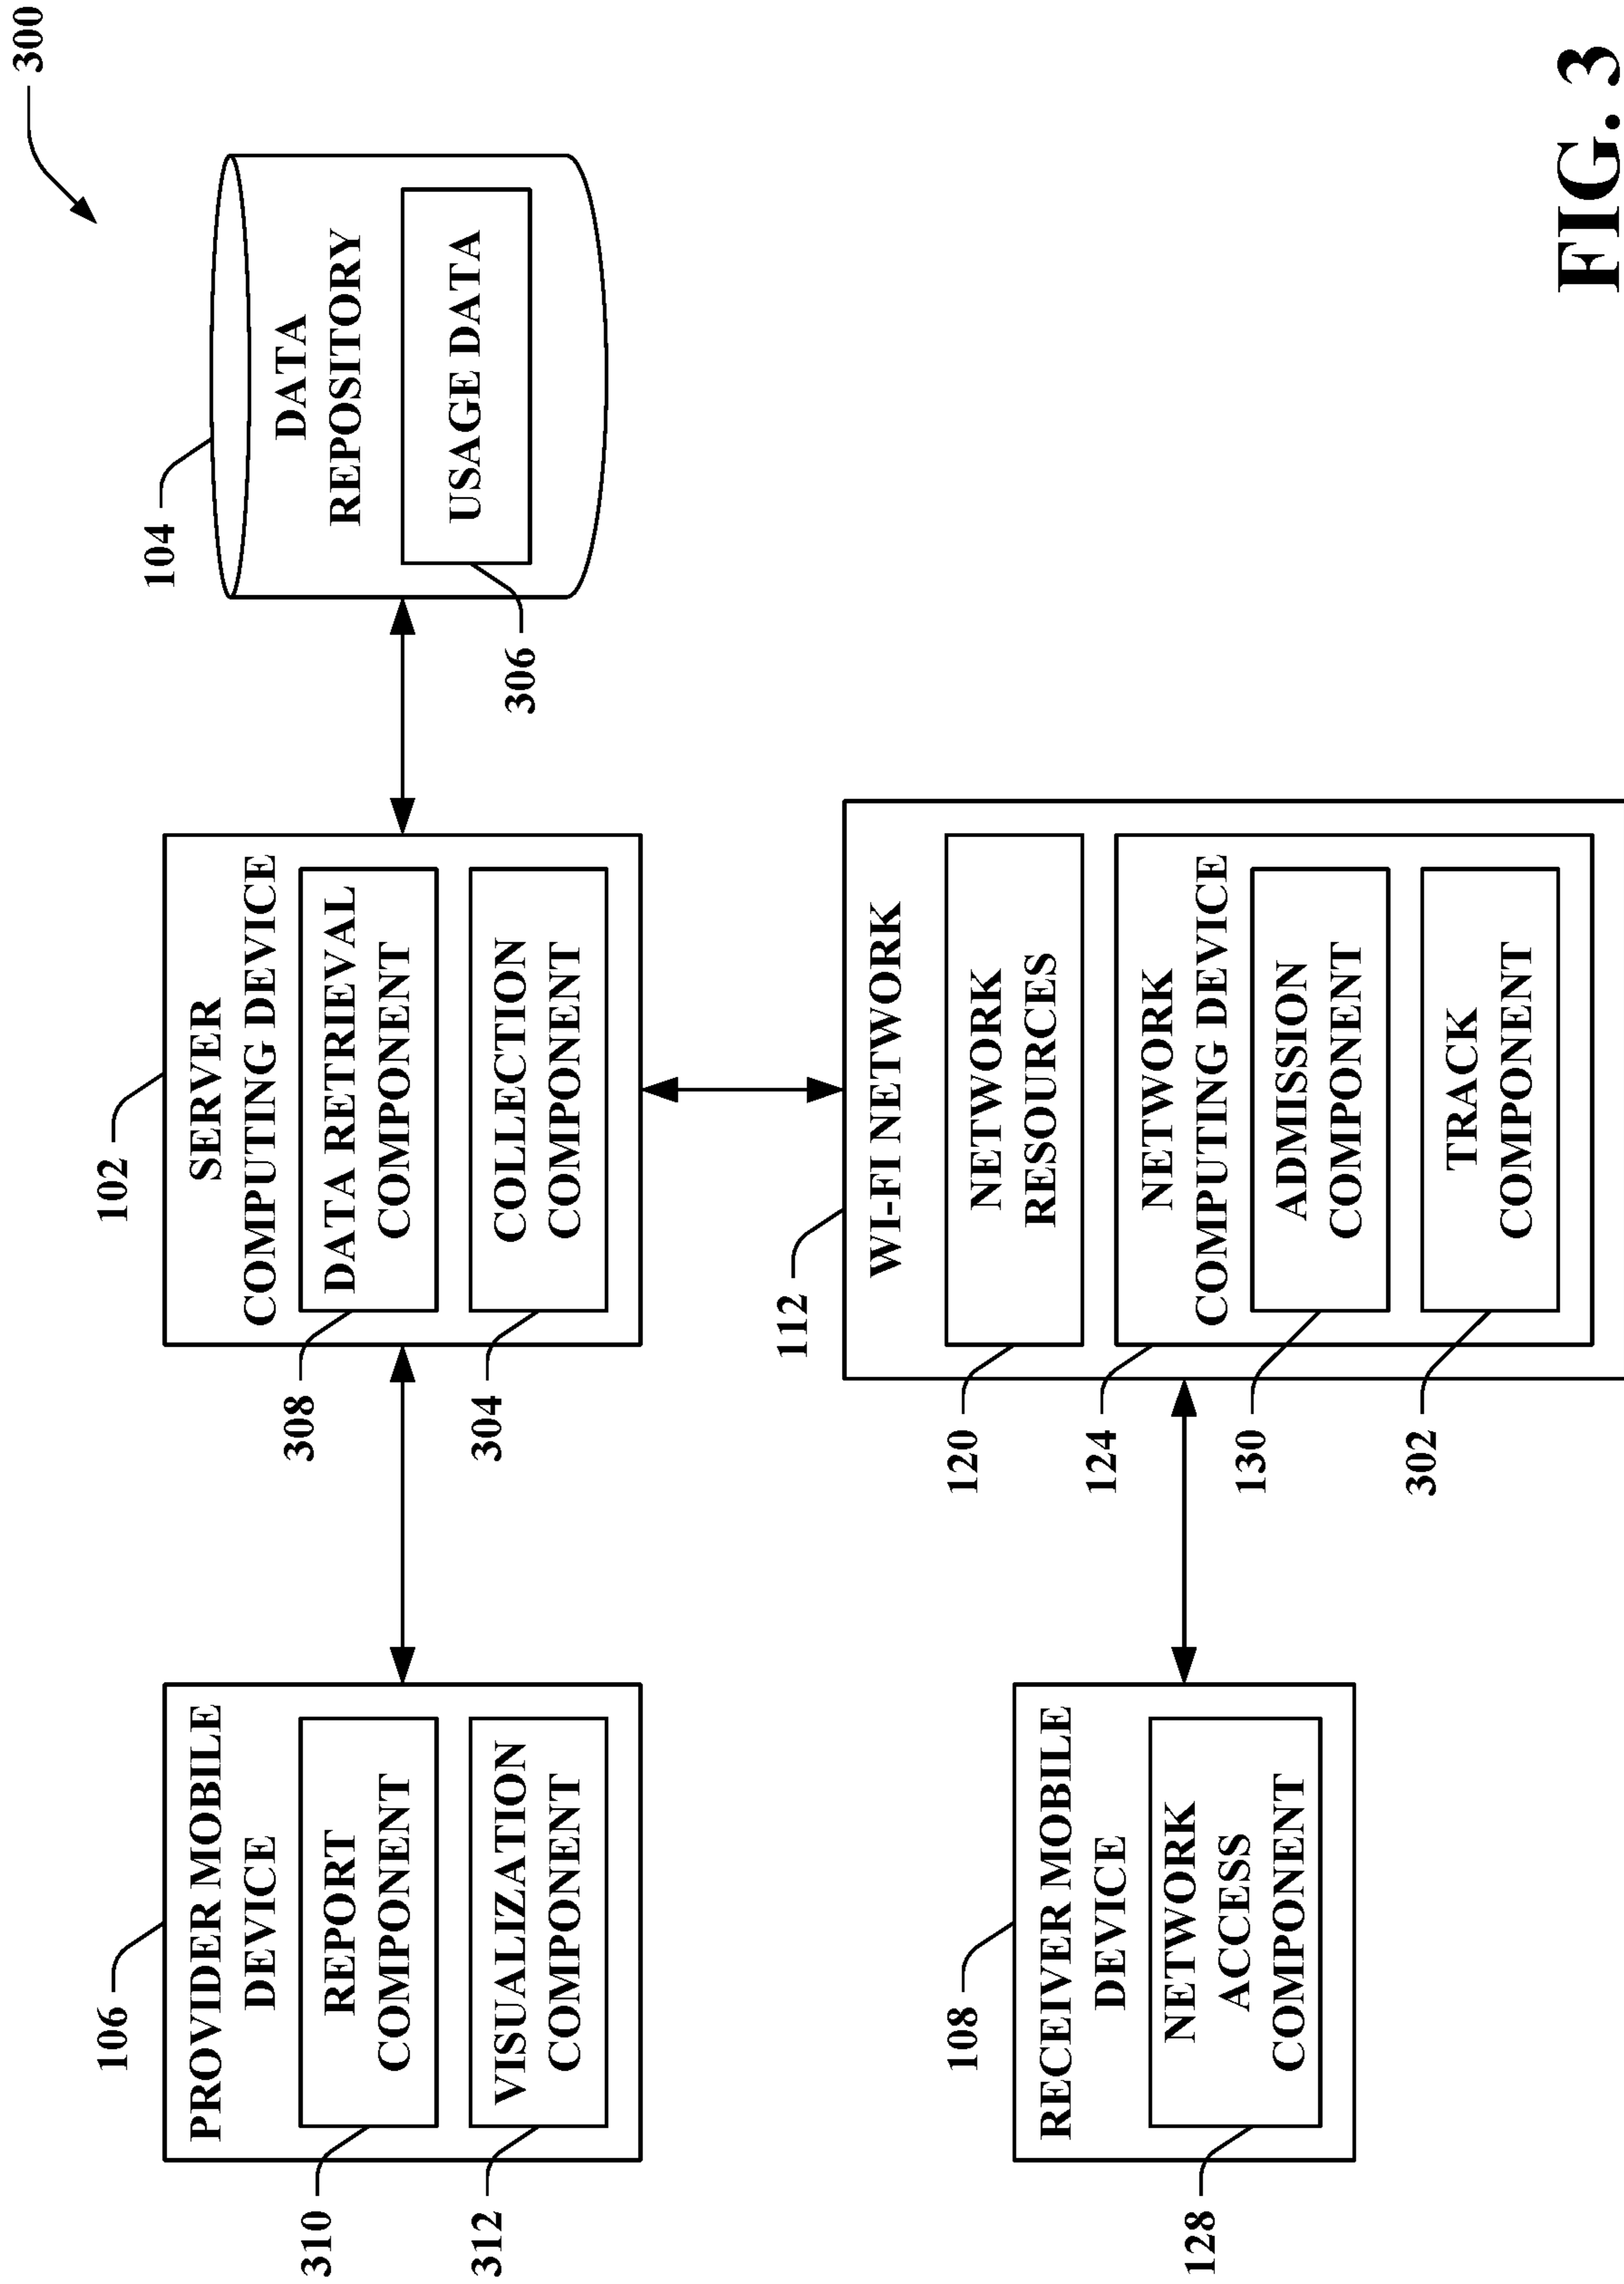 300
106
PROVIDER MOBILE
DEVICE
310
REPORT
COMPONENT
312
VISUALIZATION
COMPONENT
102
SERVER
COMPUTING DEVICE
308
DATA RETRIEVAL
COMPONENT
304
COLLECTION
COMPONENT
104
DATA
REPOSITORY
USAGE DATA
306
108
RECEIVER MOBILE
DEVICE
NETWORK
ACCESS
COMPONENT
128
112
WI-FI NETWORK
120
NETWORK
RESOURCES
124
NETWORK
COMPUTING DEVICE
130
ADMISSION
COMPONENT
302
TRACK
COMPONENT
FIG. 3